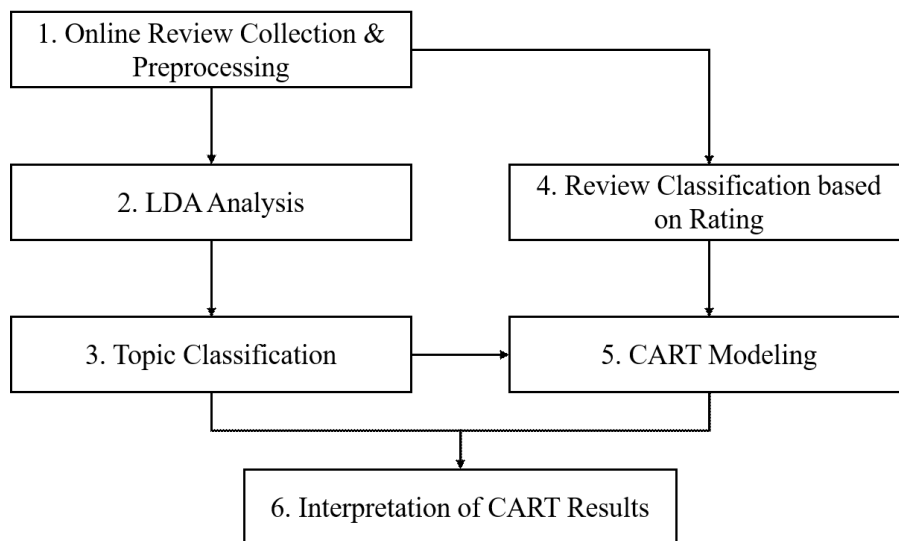 1. Online Review Collection &
Preprocessing
2. LDA Analysis
4. Review Classification based
on Rating
3. Topic Classification
5. CART Modeling
6. Interpretation of CART Results